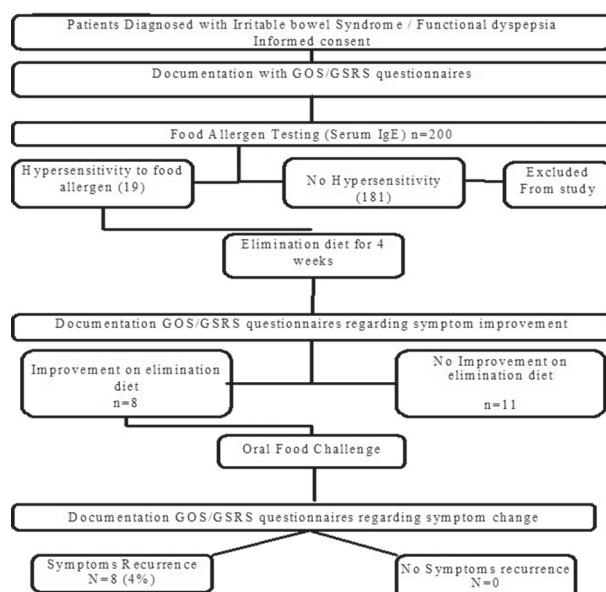 Patients Diagnosed with Irritable bowel Syndrome / Functional dyspepsia
Informed consent
Documentation with GOS/GSRS questionnaires
Food Allergen Testing (Serum IgE) n=200
Hypersensitivity to food
allergen (19)
No Hypersensitivity
(181)
Excluded
From study
Elimination diet for 4
weeks
Documentation GOS/GSRS questionnaires regarding symptom improvement
Improvement on elimination
diet
n=8
No Improvement on
elimination diet
n=11
Oral Food Challenge
Documentation GOS/GSRS questionnaires regarding symptom change
Symptoms Recurrence
N=8 (4%)
No Symptoms recurrence
N=0